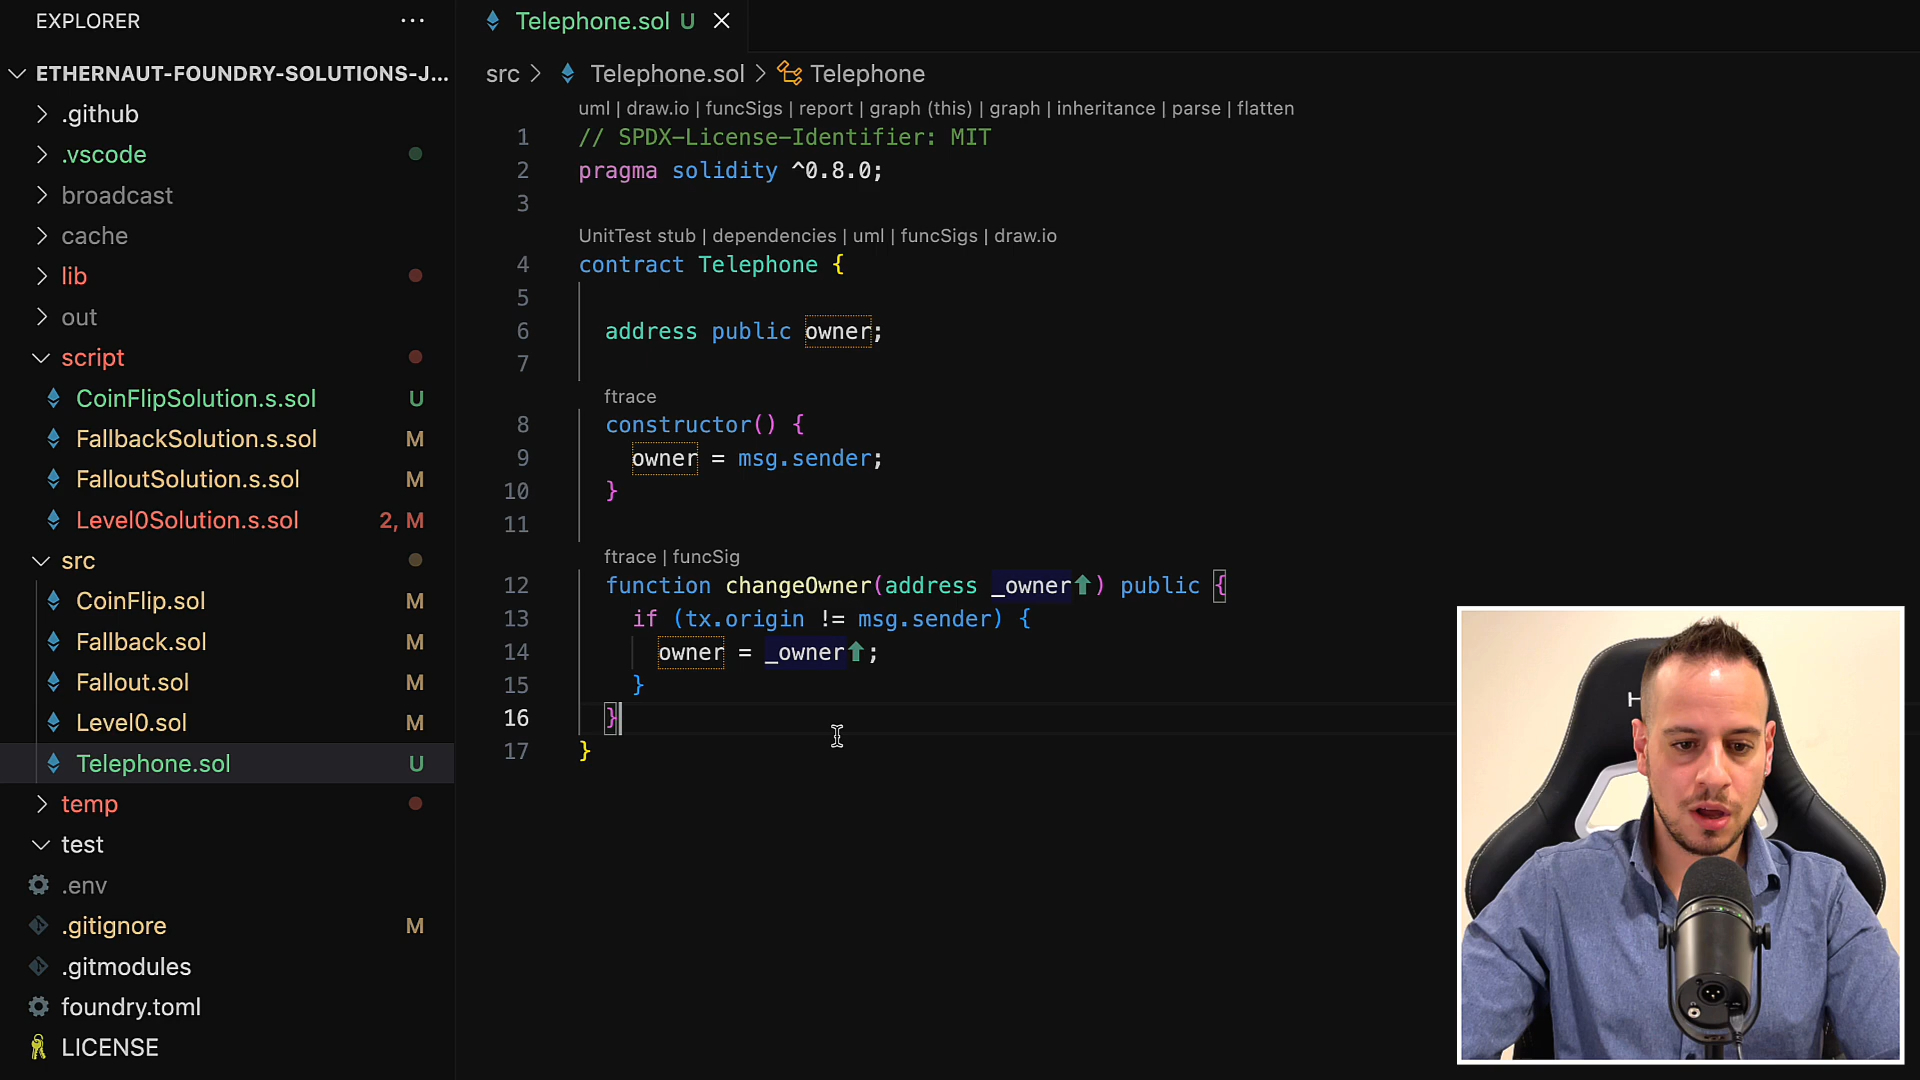 EXPLORER
ETHERNAUT-FOUNDRY-SOLUTIONS-J...
.github
.vscode
broadcast
cache
lib
out
script
CoinFlipSolution.s.sol U
FallbackSolution.s.sol M
FalloutSolution.s.sol M
Level0Solution.s.sol 2, M
src
CoinFlip.sol M
Fallback.sol M
Fallout.sol M
Level0.sol M
Telephone.sol U
temp
test
.env
.gitignore M
.gitmodules
foundry.toml
LICENSE
Telephone.sol U
src > Telephone.sol > Telephone
uml | draw.io | funcSigs | report | graph (this) | graph | inheritance | parse | flatten
1 // SPDX-License-Identifier: MIT
2 pragma solidity ^0.8.0;
3
UnitTest stub | dependencies | uml | funcSigs | draw.io
4 contract Telephone {
5
6 address public owner;
7
ftrace
8 constructor() {
9 owner = msg.sender;
10 }
11
ftrace | funcSig
12 function changeOwner(address _owner⬆) public {
13 if (tx.origin != msg.sender) {
14 owner = _owner⬆;
15 }
16 }
17 }